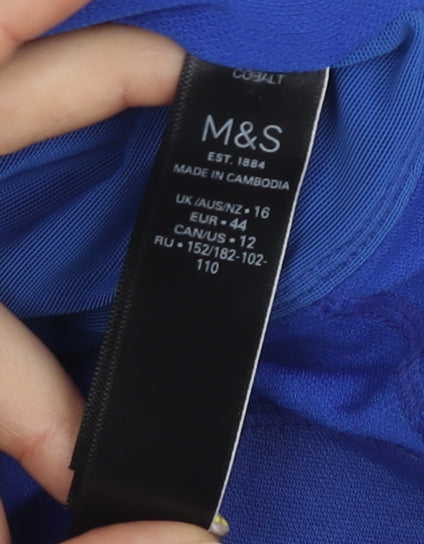 COBALT
M&S
EST. 1884
MADE IN CAMBODIA
UK/AUS/NZ • 16
EUR • 44
CAN/US • 12
RU • 152/182-102-
110